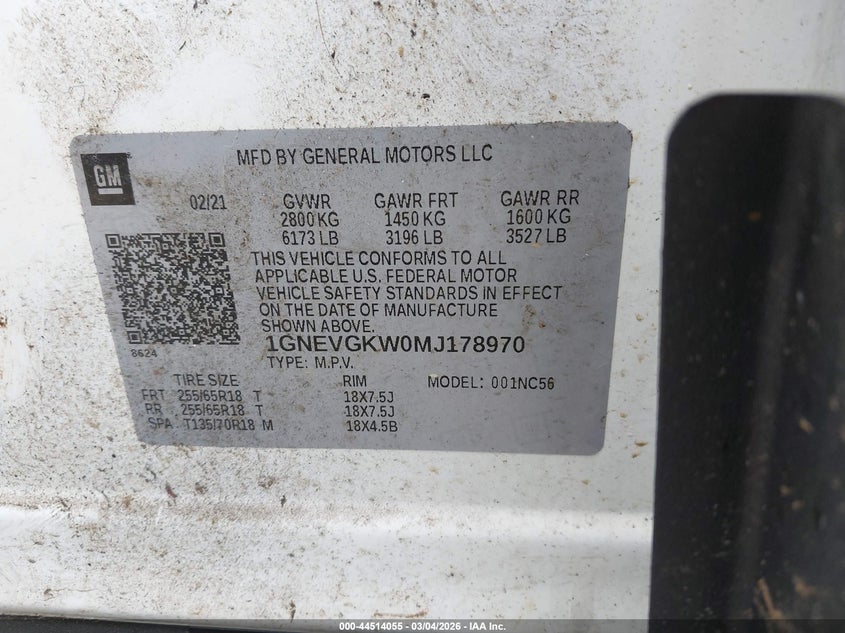 GM
MFD BY GENERAL MOTORS LLC
02/21 GVWR GAWR FRT GAWR RR
2800 KG 1450 KG 1600 KG
6173 LB 3196 LB 3527 LB
THIS VEHICLE CONFORMS TO ALL
APPLICABLE U.S. FEDERAL MOTOR
VEHICLE SAFETY STANDARDS IN EFFECT
ON THE DATE OF MANUFACTURE
SHOWN ABOVE.
8624
1GNEVGKW0MJ178970
TYPE: M.P.V.
TIRE SIZE RIM MODEL: 001NC56
FRT 255/65R18 T 18X7.5J
RR 255/65R18 T 18X7.5J
SPA T135/70R18 M 18X4.5B
000-44514055 — 03/04/2026 — IAA Inc.